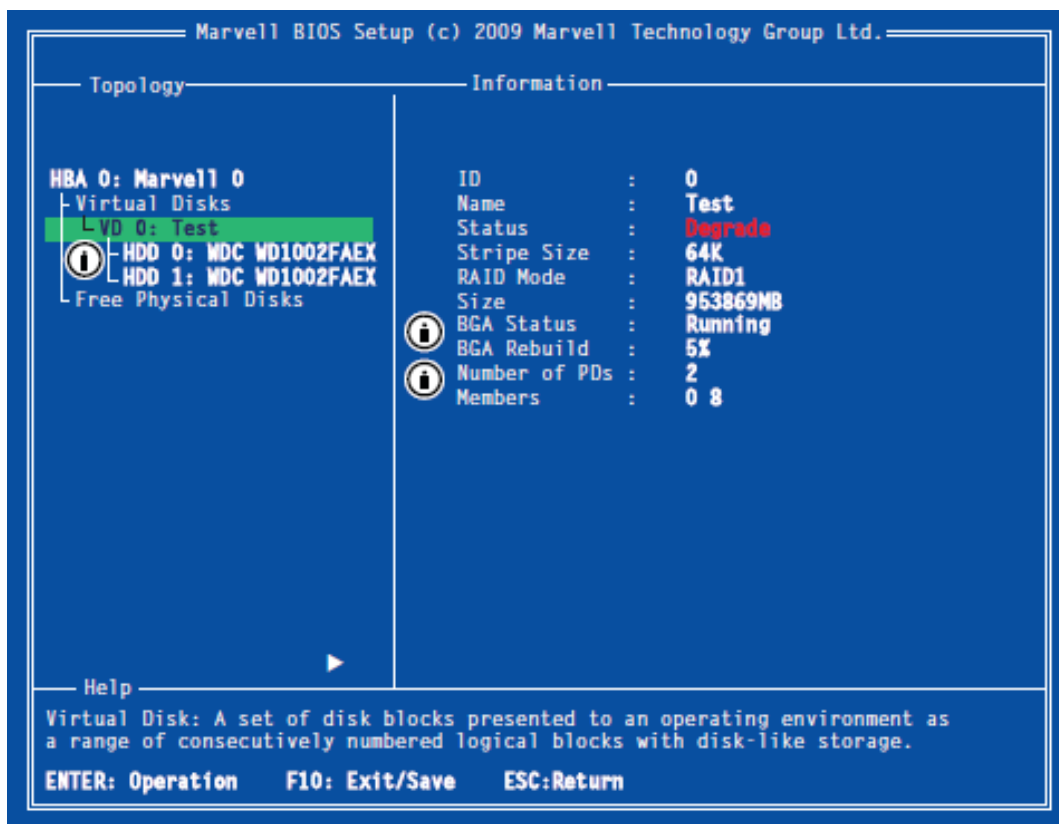 Marvell BIOS Setup (c) 2009 Marvell Technology Group Ltd.
Topology
Information
HBA 0: Marvell 0
Virtual Disks
VD 0: Test
HDD 0: WDC WD1002FAEX
HDD 1: WDC WD1002FAEX
Free Physical Disks
ID : 0
Name : Test
Status : Degrade
Stripe Size : 64K
RAID Mode : RAID1
Size : 953869MB
BGA Status : Running
BGA Rebuild : 5%
Number of PDs : 2
Members : 0 8
Help
Virtual Disk: A set of disk blocks presented to an operating environment as
a range of consecutively numbered logical blocks with disk-like storage.
ENTER: Operation F10: Exit/Save ESC:Return